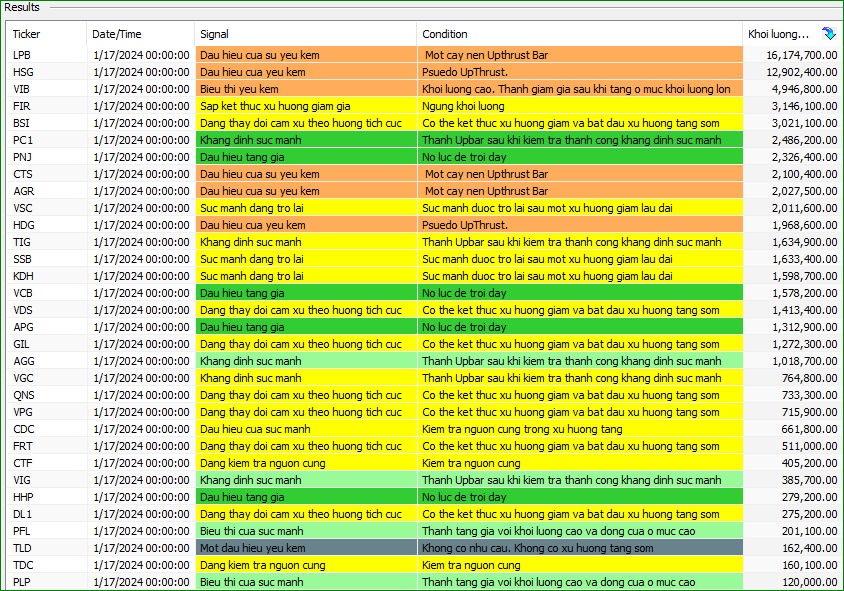 Results
Ticker Date/Time Signal Condition Khoi luong...
LPB 1/17/2024 00:00:00 Dau hieu cua su yeu kem Mot cay nen Upthrust Bar 16,174,700.00
HSG 1/17/2024 00:00:00 Dau hieu cua yeu kem Psuedo UpThrust. 12,902,400.00
VIB 1/17/2024 00:00:00 Bieu thi yeu kem Khoi luong cao. Thanh giam gia sau khi tang o muc khoi luong lon 4,946,800.00
FIR 1/17/2024 00:00:00 Sap ket thuc xu huong giam gia Ngung khoi luong 3,146,100.00
BSI 1/17/2024 00:00:00 Dang thay doi cam xu theo huong tich cuc Co the ket thuc xu huong giam va bat dau xu huong tang som 3,021,100.00
PC1 1/17/2024 00:00:00 Khang dinh suc manh Thanh Upbar sau khi kiem tra thanh cong khang dinh suc manh 2,486,200.00
PNJ 1/17/2024 00:00:00 Dau hieu tang gia No luc de troi day 2,326,400.00
CTS 1/17/2024 00:00:00 Dau hieu cua su yeu kem Mot cay nen Upthrust Bar 2,100,400.00
AGR 1/17/2024 00:00:00 Dau hieu cua su yeu kem Mot cay nen Upthrust Bar 2,027,500.00
VSC 1/17/2024 00:00:00 Suc manh dang tro lai Suc manh duoc tro lai sau mot xu huong giam lau dai 2,011,600.00
HDG 1/17/2024 00:00:00 Dau hieu cua yeu kem Psuedo UpThrust. 1,968,600.00
TIG 1/17/2024 00:00:00 Khang dinh suc manh Thanh Upbar sau khi kiem tra thanh cong khang dinh suc manh 1,634,900.00
SSB 1/17/2024 00:00:00 Suc manh dang tro lai Suc manh duoc tro lai sau mot xu huong giam lau dai 1,633,400.00
KDH 1/17/2024 00:00:00 Suc manh dang tro lai Suc manh duoc tro lai sau mot xu huong giam lau dai 1,598,700.00
VCB 1/17/2024 00:00:00 Dau hieu tang gia No luc de troi day 1,578,200.00
VDS 1/17/2024 00:00:00 Dang thay doi cam xu theo huong tich cuc Co the ket thuc xu huong giam va bat dau xu huong tang som 1,413,400.00
APG 1/17/2024 00:00:00 Dau hieu tang gia No luc de troi day 1,312,900.00
GIL 1/17/2024 00:00:00 Dang thay doi cam xu theo huong tich cuc Co the ket thuc xu huong giam va bat dau xu huong tang som 1,272,300.00
AGG 1/17/2024 00:00:00 Khang dinh suc manh Thanh Upbar sau khi kiem tra thanh cong khang dinh suc manh 1,018,700.00
VGC 1/17/2024 00:00:00 Khang dinh suc manh Thanh Upbar sau khi kiem tra thanh cong khang dinh suc manh 764,800.00
QNS 1/17/2024 00:00:00 Dang thay doi cam xu theo huong tich cuc Co the ket thuc xu huong giam va bat dau xu huong tang som 733,300.00
VPG 1/17/2024 00:00:00 Dang thay doi cam xu theo huong tich cuc Co the ket thuc xu huong giam va bat dau xu huong tang som 715,900.00
CDC 1/17/2024 00:00:00 Dau hieu cua suc manh Kiem tra nguon cung trong xu huong tang 661,800.00
FRT 1/17/2024 00:00:00 Dang thay doi cam xu theo huong tich cuc Co the ket thuc xu huong giam va bat dau xu huong tang som 511,000.00
CTF 1/17/2024 00:00:00 Dang kiem tra nguon cung Kiem tra nguon cung 405,200.00
VIG 1/17/2024 00:00:00 Khang dinh suc manh Thanh Upbar sau khi kiem tra thanh cong khang dinh suc manh 385,700.00
HHP 1/17/2024 00:00:00 Dau hieu tang gia No luc de troi day 279,200.00
DL1 1/17/2024 00:00:00 Dang thay doi cam xu theo huong tich cuc Co the ket thuc xu huong giam va bat dau xu huong tang som 275,200.00
PFL 1/17/2024 00:00:00 Bieu thi cua suc manh Thanh tang gia voi khoi luong cao va dong cua o muc cao 201,100.00
TLD 1/17/2024 00:00:00 Mot dau hieu yeu kem Khong co nhu cau. Khong co xu huong tang som 162,400.00
TDC 1/17/2024 00:00:00 Dang kiem tra nguon cung Kiem tra nguon cung 160,100.00
PLP 1/17/2024 00:00:00 Bieu thi cua suc manh Thanh tang gia voi khoi luong cao va dong cua o muc cao 120,000.00